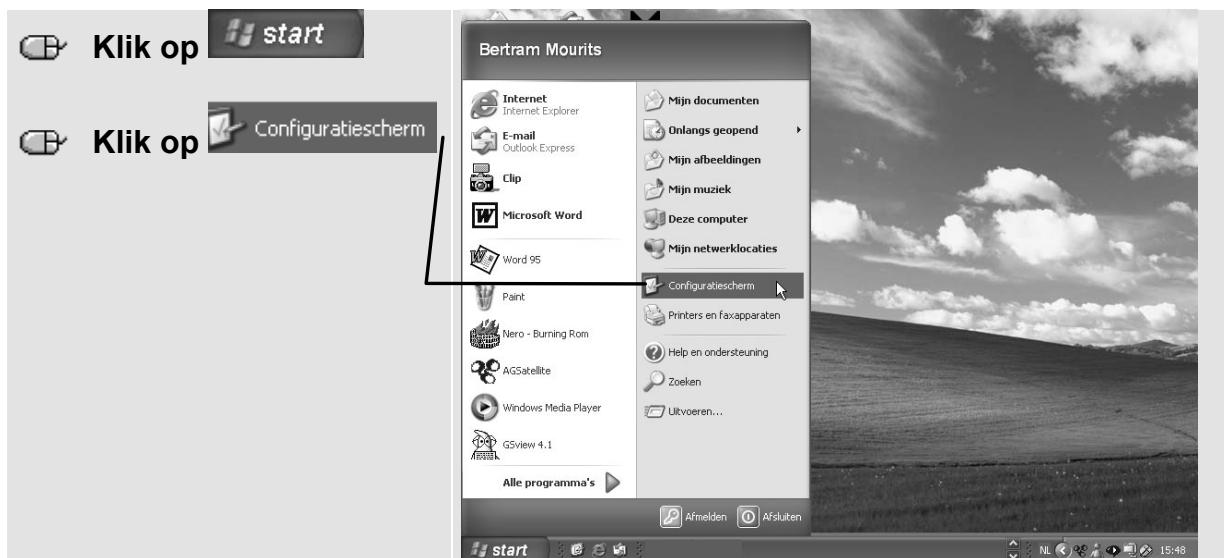 Klik op start
Klik op Configuratiescherm
Bertram Mourits
Internet
Internet Explorer
E-mail
Outlook Express
Clip
Microsoft Word
Word 95
Paint
Nero - Burning Rom
AGSatellite
Windows Media Player
GSview 4.1
Alle programma's
Mijn documenten
Onlangs geopend
Mijn afbeeldingen
Mijn muziek
Deze computer
Mijn netwerklocaties
Configuratiescherm
Printers en faxapparaten
Help en ondersteuning
Zoeken
Uitvoeren...
Afmelden Afsluiten
start NL 15:48